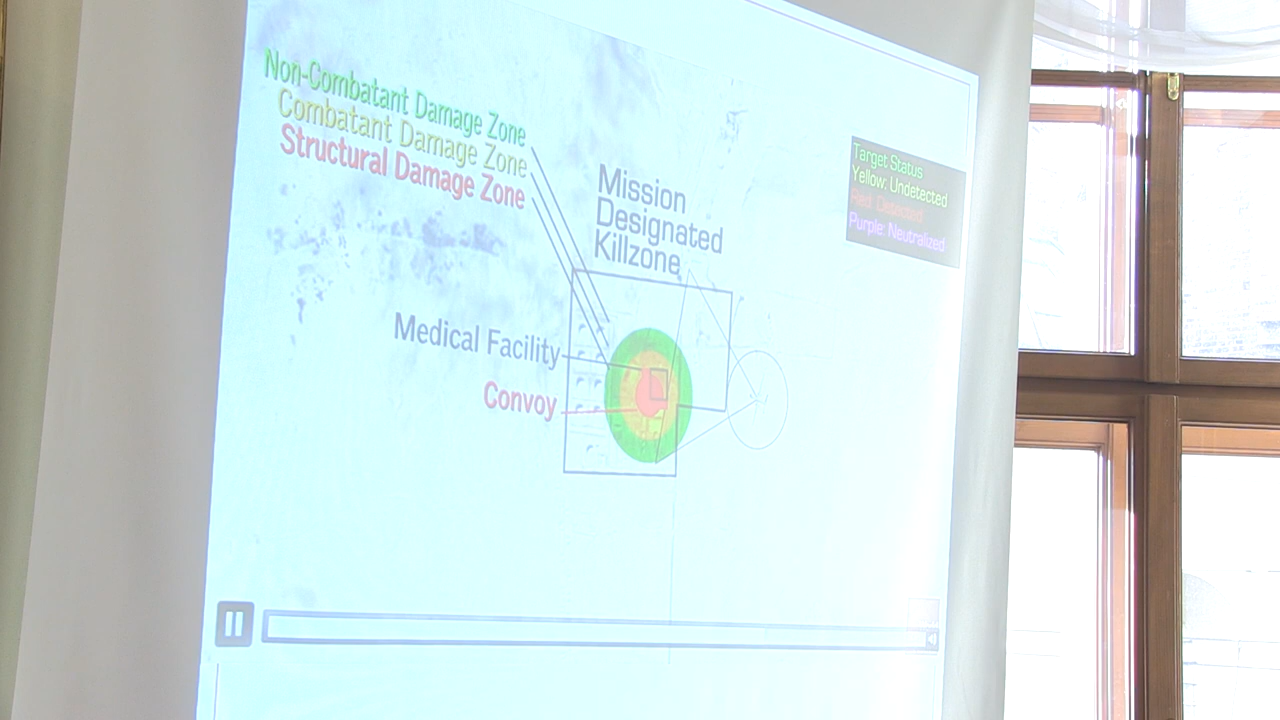 Non-Combatant Damage Zone
Combatant Damage Zone
Structural Damage Zone
Mission
Designated
Killzone
Medical Facility
Convoy
Target Status
Yellow: Undetected
Red: Detected
Purple: Neutralized